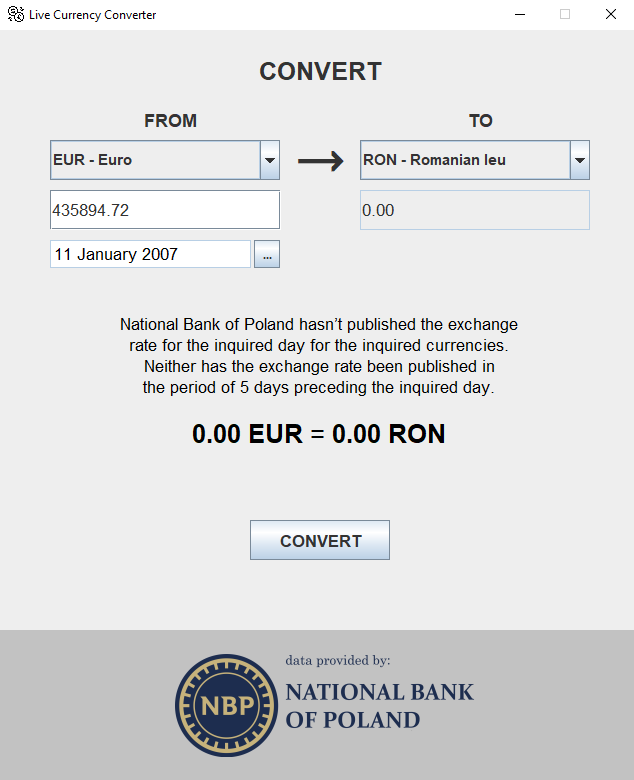 Live Currency Converter
CONVERT
FROM
TO
EUR - Euro
RON - Romanian leu
435894.72
0.00
11 January 2007
...
National Bank of Poland hasn't published the exchange
rate for the inquired day for the inquired currencies.
Neither has the exchange rate been published in
the period of 5 days preceding the inquired day.
0.00 EUR = 0.00 RON
CONVERT
data provided by:
NBP
NATIONAL BANK
OF POLAND